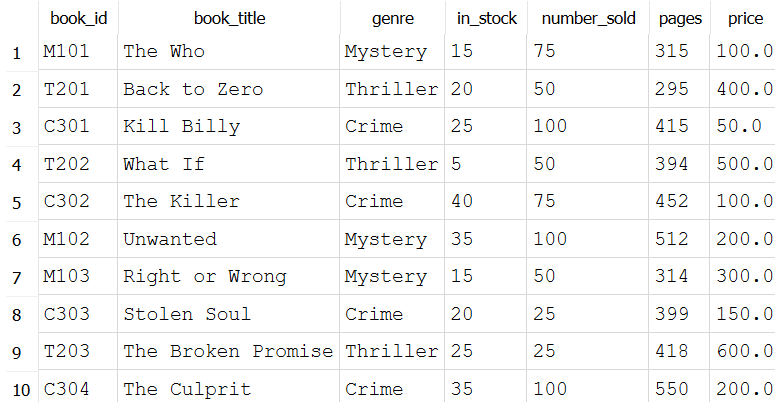 book_id book_title genre in_stock number_sold pages price
1 M101 The Who Mystery 15 75 315 100.0
2 T201 Back to Zero Thriller 20 50 295 400.0
3 C301 Kill Billy Crime 25 100 415 50.0
4 T202 What If Thriller 5 50 394 500.0
5 C302 The Killer Crime 40 75 452 100.0
6 M102 Unwanted Mystery 35 100 512 200.0
7 M103 Right or Wrong Mystery 15 50 314 300.0
8 C303 Stolen Soul Crime 20 25 399 150.0
9 T203 The Broken Promise Thriller 25 25 418 600.0
10 C304 The Culprit Crime 35 100 550 200.0